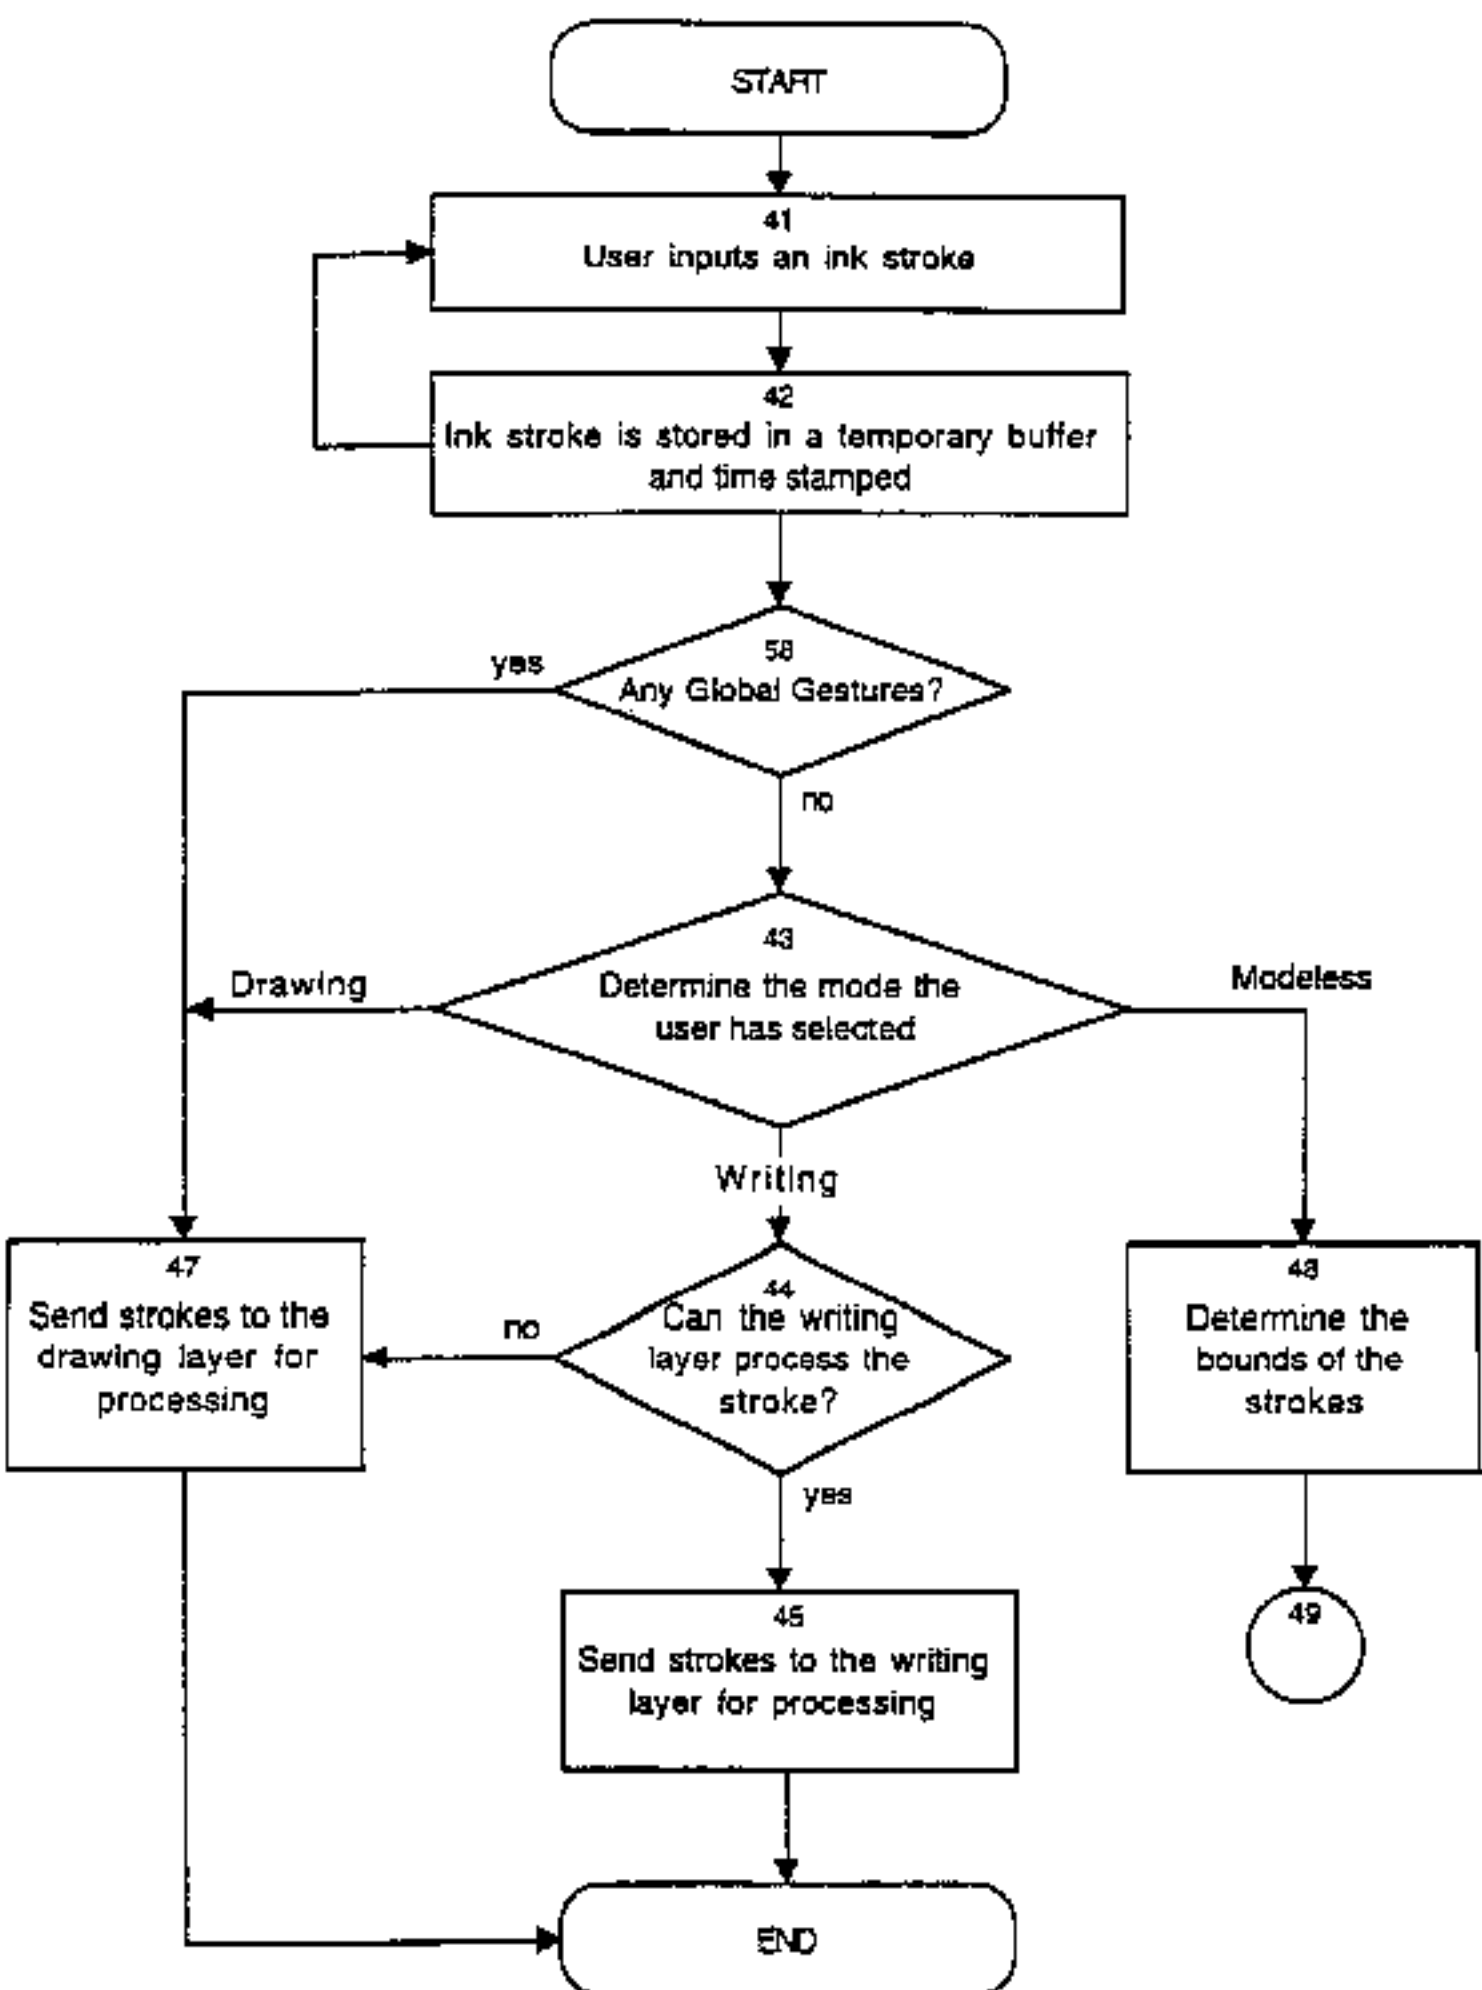 START
41
User inputs an ink stroke
42
Ink stroke is stored in a temporary buffer
and time stamped
yes
58
Any Global Gestures?
no
43
Drawing
Determine the mode the
user has selected
Modeless
Writing
47
Send strokes to the
drawing layer for
processing
no
44
Can the writing
layer process the
stroke?
48
Determine the
bounds of the
strokes
yes
Send strokes to the writing
layer for processing
49
END